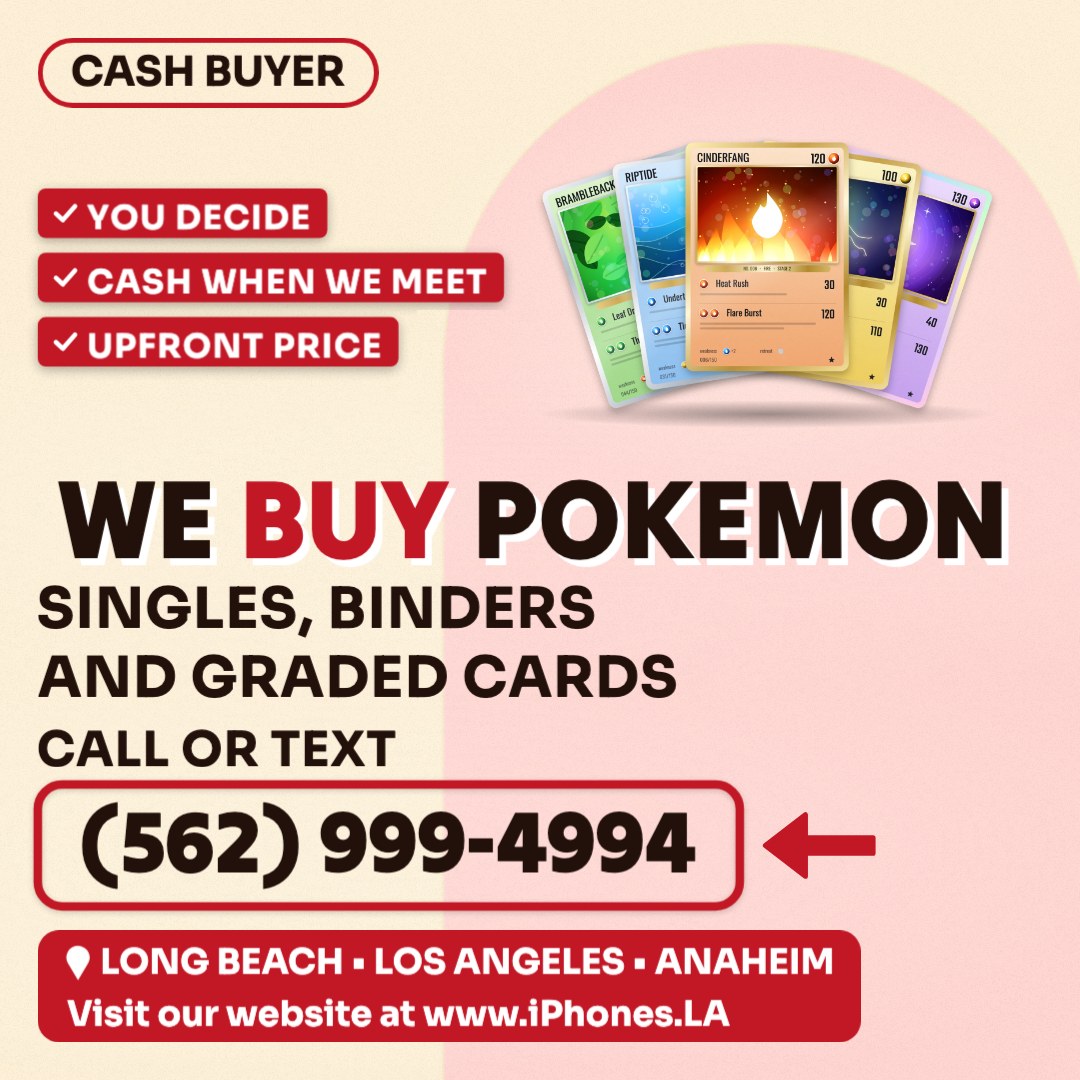 CASH BUYER
YOU DECIDE
CASH WHEN WE MEET
UPFRONT PRICE
BRAMBLEBACK
RIPTIDE
CINDERFANG 120
100
130
Heat Rush 30
Flare Burst 120
weakness
retreat
30
110
40
130
WE BUY POKEMON
SINGLES, BINDERS
AND GRADED CARDS
CALL OR TEXT
(562) 999-4994
LONG BEACH ▪ LOS ANGELES ▪ ANAHEIM
Visit our website at www.iPhones.LA